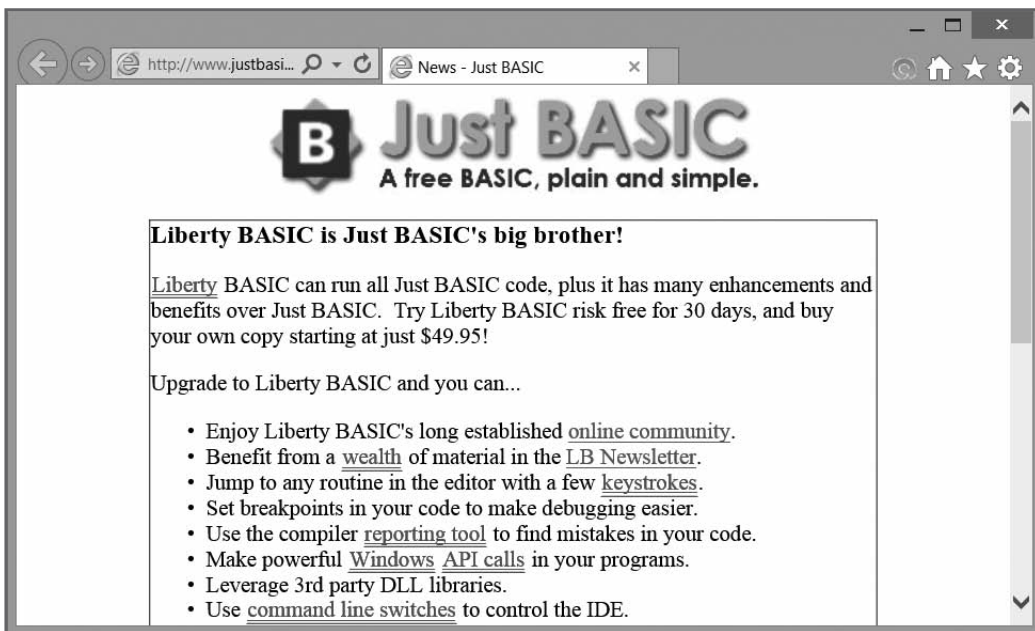 http://www.justbasi...
News - Just BASIC
B
Just BASIC
A free BASIC, plain and simple.
Liberty BASIC is Just BASIC's big brother!
Liberty BASIC can run all Just BASIC code, plus it has many enhancements and
benefits over Just BASIC. Try Liberty BASIC risk free for 30 days, and buy
your own copy starting at just $49.95!
Upgrade to Liberty BASIC and you can...
• Enjoy Liberty BASIC's long established online community.
• Benefit from a wealth of material in the LB Newsletter.
• Jump to any routine in the editor with a few keystrokes.
• Set breakpoints in your code to make debugging easier.
• Use the compiler reporting tool to find mistakes in your code.
• Make powerful Windows API calls in your programs.
• Leverage 3rd party DLL libraries.
• Use command line switches to control the IDE.